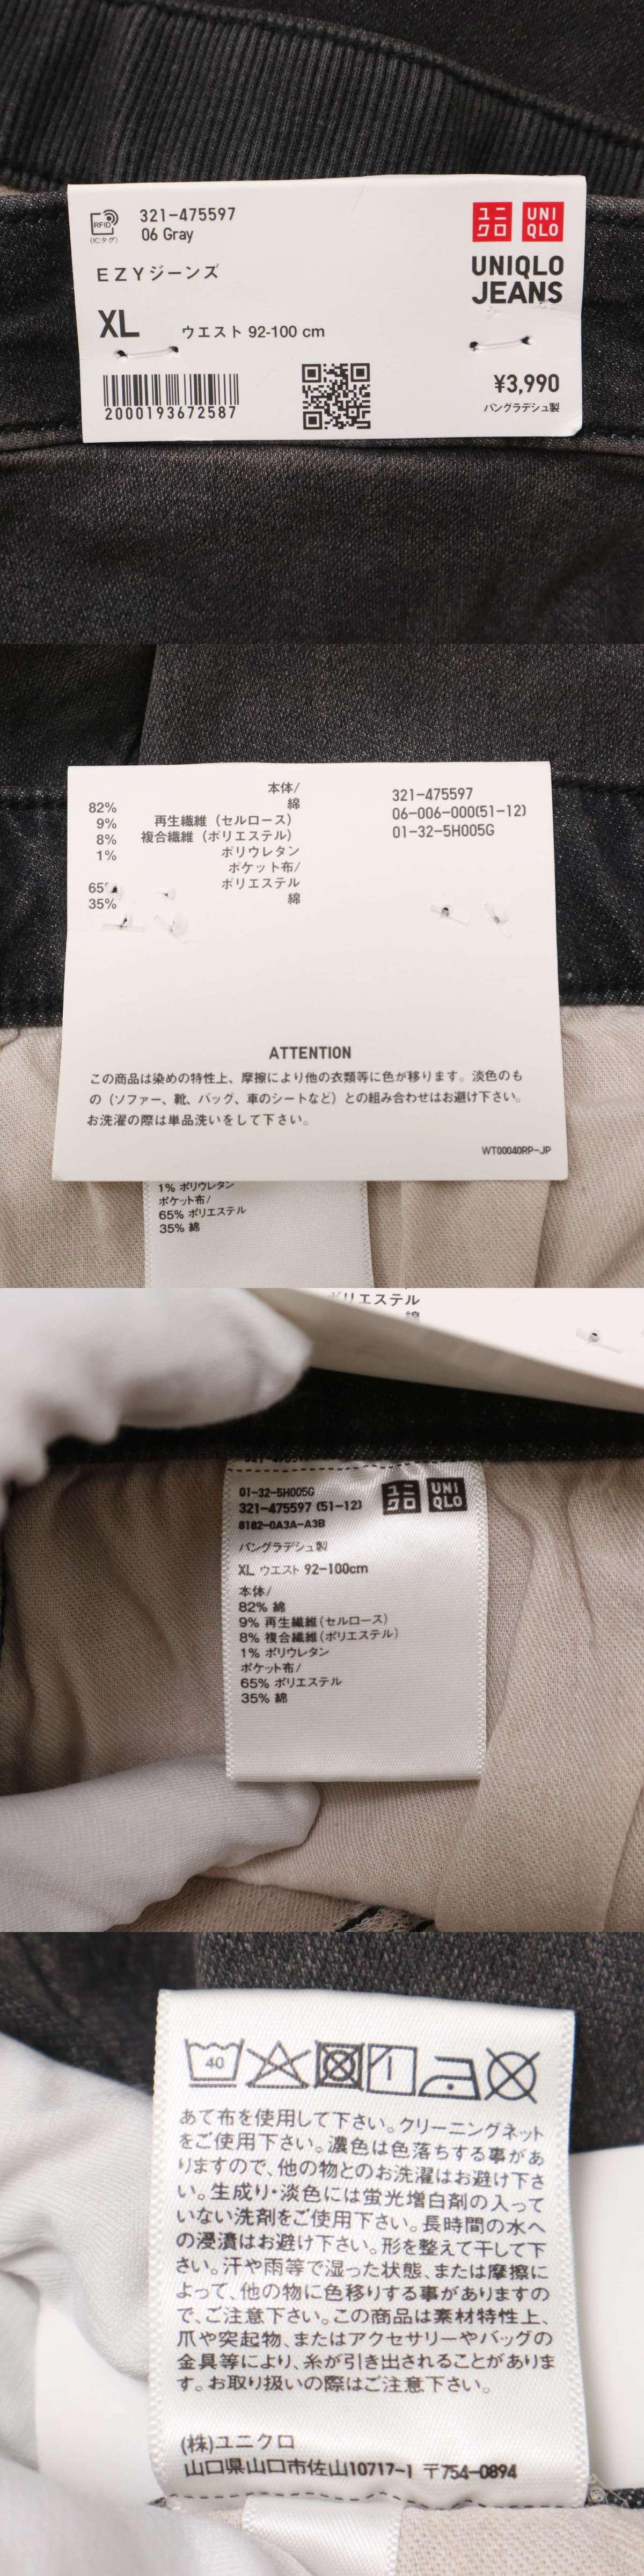 RFID
(ICタグ)
321-475597
06 Gray
ユニ
クロ
UNI
QLO
EZYジーンズ
UNIQLO
JEANS
XL
ウエスト 92-100 cm
2000193672587
¥3,990
バングラデシュ製
本体/
82% 綿
9% 再生繊維（セルロース）
8% 複合繊維（ポリエステル）
1% ポリウレタン
ポケット布/
65% ポリエステル
35% 綿
321-475597
06-006-000(51-12)
01-32-5H005G
ATTENTION
この商品は染めの特性上、摩擦により他の衣類等に色が移ります。淡色のも
の（ソファー、靴、バッグ、車のシートなど）との組み合わせはお避け下さい。
お洗濯の際は単品洗いをして下さい。
WT00040RP-JP
1% ポリウレタン
ポケット布/
65% ポリエステル
35% 綿
ポリエステル
綿
01-32-5H005G
321-475597 (51-12)
8182-0A3A-A3B
ユニ
クロ
UNI
QLO
バングラデシュ製
XL ウエスト 92-100cm
本体/
82% 綿
9% 再生繊維(セルロース)
8% 複合繊維(ポリエステル)
1% ポリウレタン
ポケット布/
65% ポリエステル
35% 綿
40
あて布を使用して下さい。クリーニングネット
をご使用下さい。濃色は色落ちする事があ
りますので、他の物とのお洗濯はお避け下さ
い。生成り・淡色には蛍光増白剤の入って
いない洗剤をご使用下さい。長時間の水へ
の浸漬はお避け下さい。形を整えて干して下
さい。汗や雨等で湿った状態、または摩擦に
よって、他の物に色移りする事がありますの
で、ご注意下さい。この商品は素材特性上、
爪や突起物、またはアクセサリーやバッグの
金具等により、糸が引き出されることがありま
す。お取り扱いの際はご注意下さい。
(株)ユニクロ
山口県山口市佐山10717-1 〒754-0894